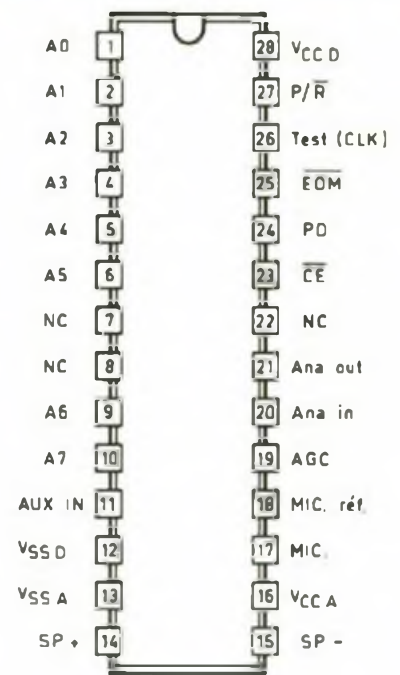 A0 1 28 VCC D
A1 2 27 P/R̅
A2 3 26 Test (CLK)
A3 4 25 E̅O̅M̅
A4 5 24 PD
A5 6 23 C̅E̅
NC 7 22 NC
NC 8 21 Ana out
A6 9 20 Ana in
A7 10 19 AGC
AUX IN 11 18 MIC. réf.
VSS D 12 17 MIC.
VSS A 13 16 VCC A
SP + 14 15 SP -